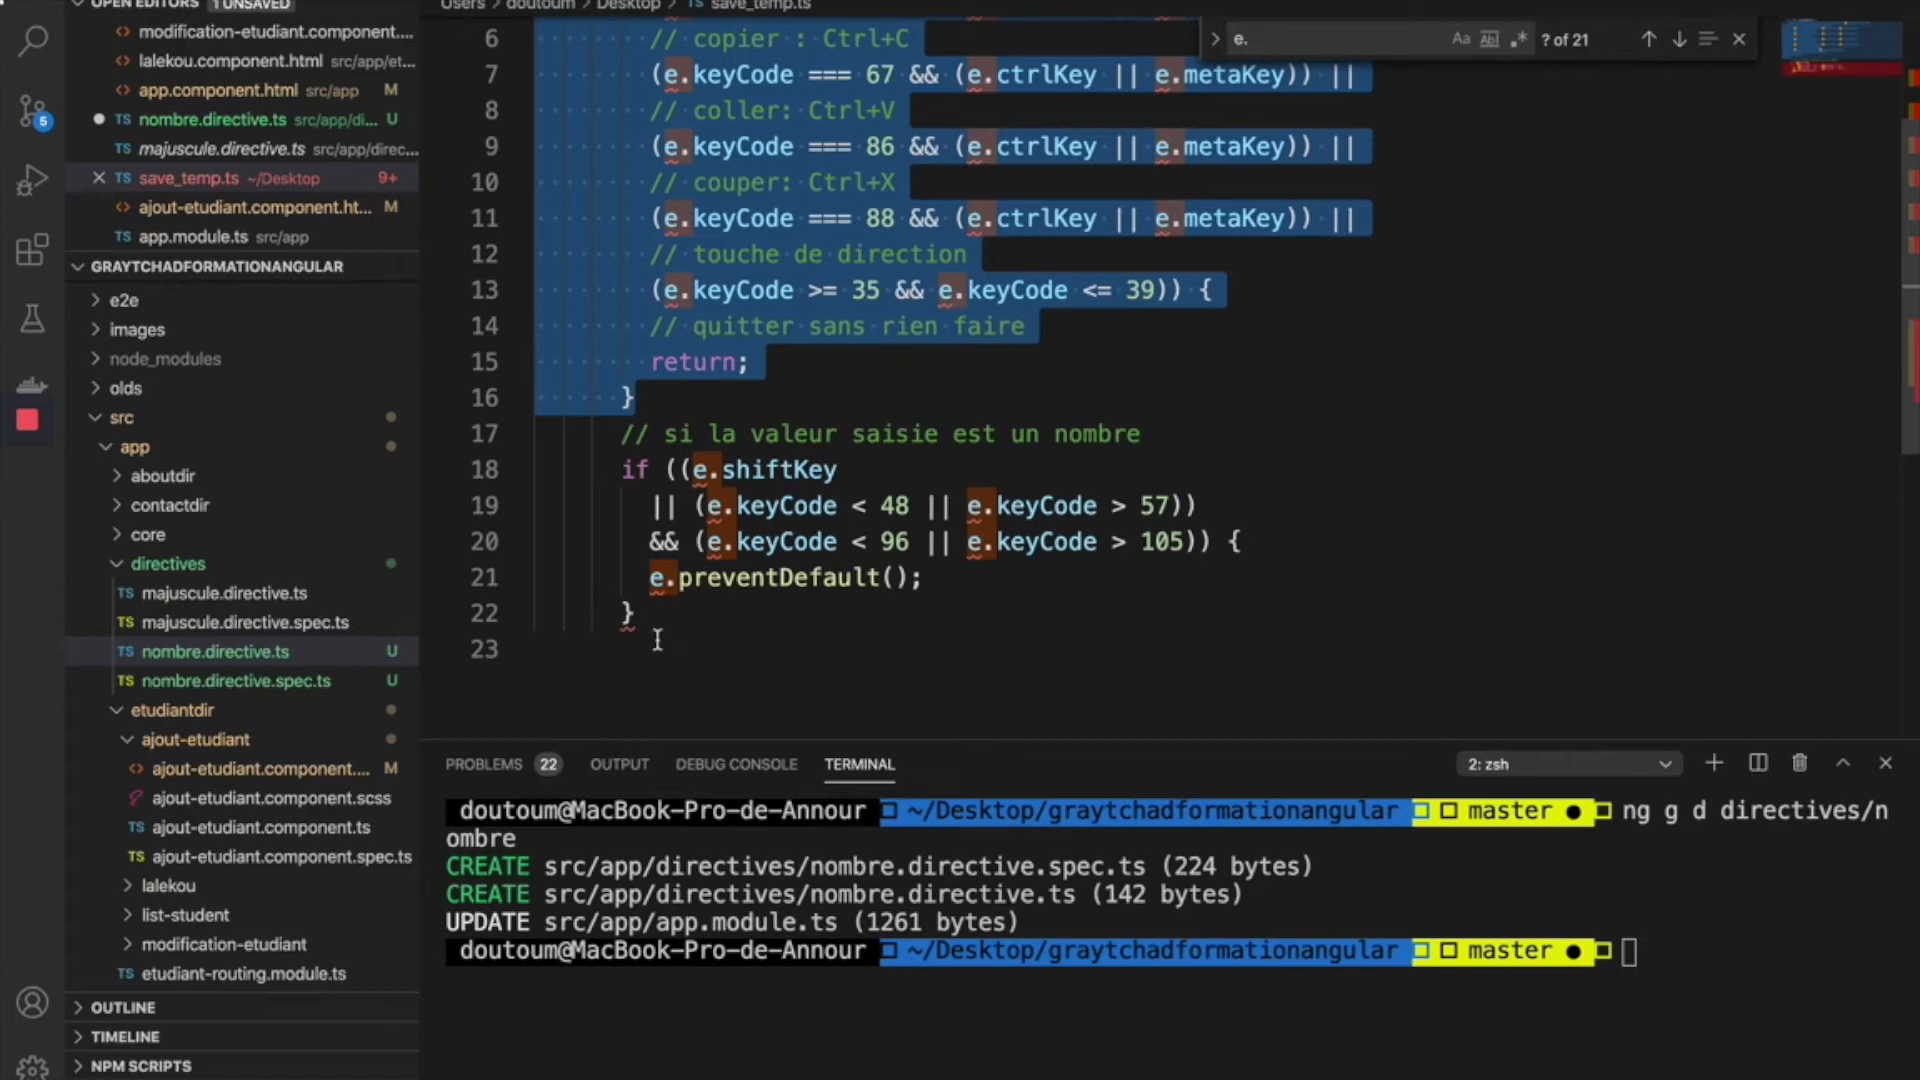 OPEN EDITORS 1 UNSAVED
modification-etudiant.component....
lalekou.component.html src/app/et...
app.component.html src/app M
nombre.directive.ts src/app/di... U
majuscule.directive.ts src/app/direc...
save_temp.ts ~/Desktop 9+
ajout-etudiant.component.ht... M
app.module.ts src/app
GRAYTCHADFORMATIONANGULAR
e2e
images
node_modules
olds
src
app
aboutdir
contactdir
core
directives
majuscule.directive.ts
majuscule.directive.spec.ts
nombre.directive.ts U
nombre.directive.spec.ts U
etudiantdir
ajout-etudiant
ajout-etudiant.component.... M
ajout-etudiant.component.scss
ajout-etudiant.component.ts
ajout-etudiant.component.spec.ts
lalekou
list-student
modification-etudiant
etudiant-routing.module.ts
OUTLINE
TIMELINE
NPM SCRIPTS
5
Users > doutoum > Desktop > TS save_temp.ts
e. Aa Abl .* ? of 21
6 // copier : Ctrl+C
7 (e.keyCode === 67 && (e.ctrlKey || e.metaKey)) ||
8 // coller: Ctrl+V
9 (e.keyCode === 86 && (e.ctrlKey || e.metaKey)) ||
10 // couper: Ctrl+X
11 (e.keyCode === 88 && (e.ctrlKey || e.metaKey)) ||
12 // touche de direction
13 (e.keyCode >= 35 && e.keyCode <= 39)) {
14 // quitter sans rien faire
15 return;
16 }
17 // si la valeur saisie est un nombre
18 if ((e.shiftKey
19 || (e.keyCode < 48 || e.keyCode > 57))
20 && (e.keyCode < 96 || e.keyCode > 105)) {
21 e.preventDefault();
22 }
23
PROBLEMS 22 OUTPUT DEBUG CONSOLE TERMINAL 2: zsh
doutoum@MacBook-Pro-de-Annour ~/Desktop/graytchadformationangular master ● ng g d directives/n
ombre
CREATE src/app/directives/nombre.directive.spec.ts (224 bytes)
CREATE src/app/directives/nombre.directive.ts (142 bytes)
UPDATE src/app/app.module.ts (1261 bytes)
doutoum@MacBook-Pro-de-Annour ~/Desktop/graytchadformationangular master ●